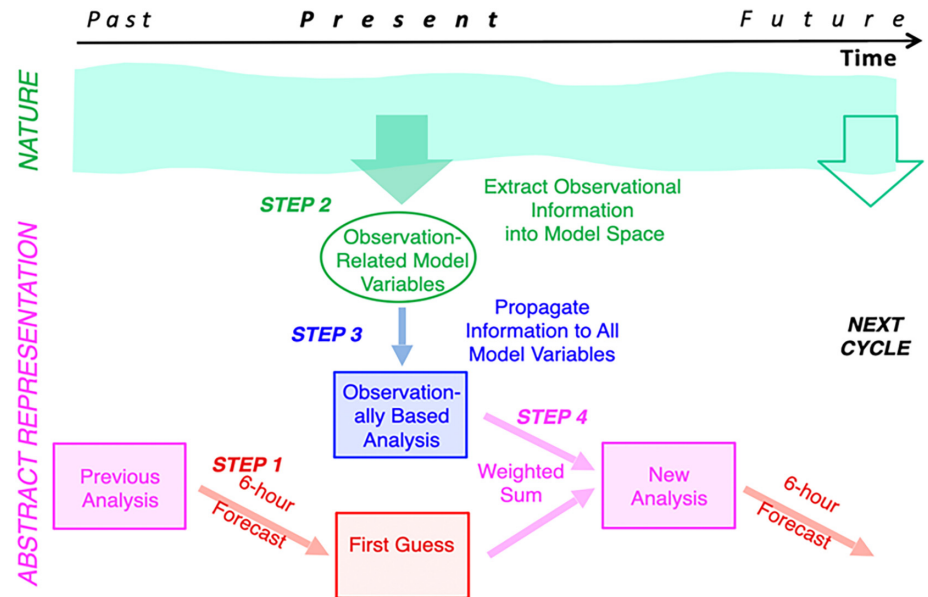 Past
Present
Future
Time
NATURE
STEP 2
Extract Observational
Information
into Model Space
Observation-
Related Model
Variables
ABSTRACT REPRESENTATION
STEP 3
Propagate
Information to All
Model Variables
NEXT
CYCLE
Observation-
ally Based
Analysis
STEP 4
Previous
Analysis
STEP 1
6-hour
Forecast
Weighted
Sum
New
Analysis
6-hour
Forecast
First Guess